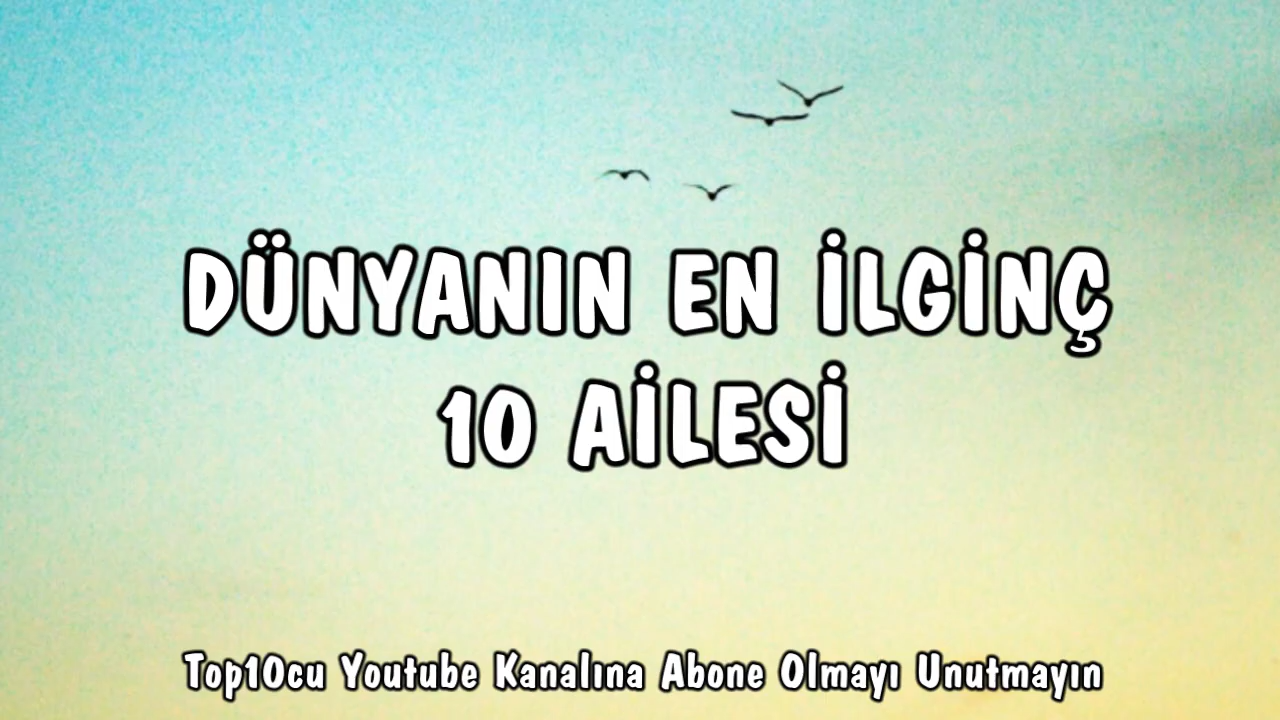 DÜNYANIN EN İLGİNÇ
10 AİLESİ
Top10cu Youtube Kanalına Abone Olmayı Unutmayın